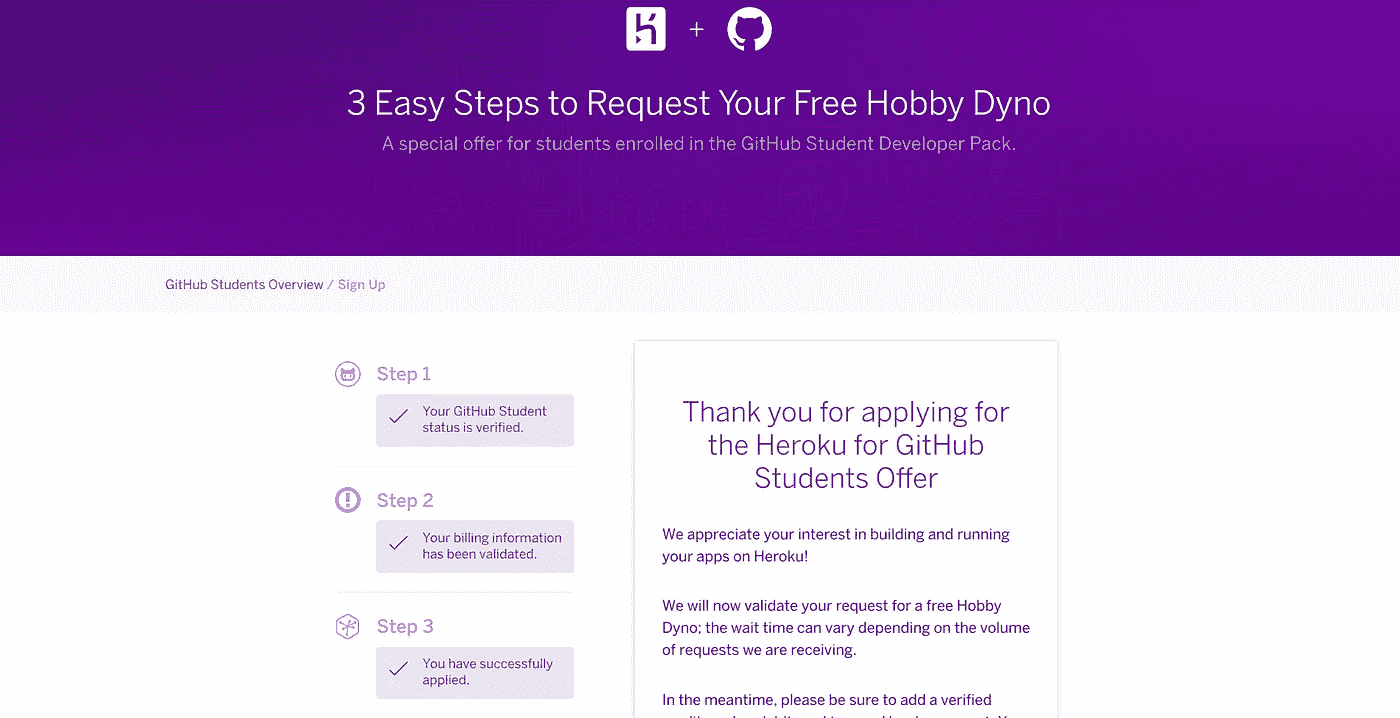 +
3 Easy Steps to Request Your Free Hobby Dyno
A special offer for students enrolled in the GitHub Student Developer Pack.
GitHub Students Overview / Sign Up
Step 1
Your GitHub Student
status is verified.
Step 2
Your billing information
has been validated.
Step 3
You have successfully
applied.
Thank you for applying for
the Heroku for GitHub
Students Offer
We appreciate your interest in building and running
your apps on Heroku!
We will now validate your request for a free Hobby
Dyno; the wait time can vary depending on the volume
of requests we are receiving.
In the meantime, please be sure to add a verified